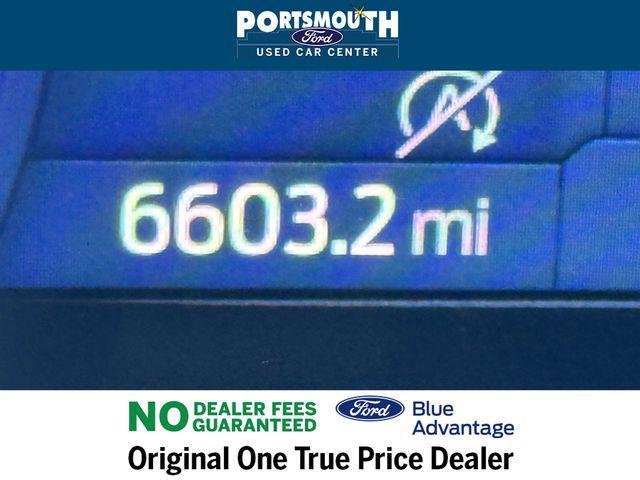 PORTSMOUTH
Ford
USED CAR CENTER
A
6603.2 mi
NO DEALER FEES
GUARANTEED
Ford
Blue
Advantage
Original One True Price Dealer